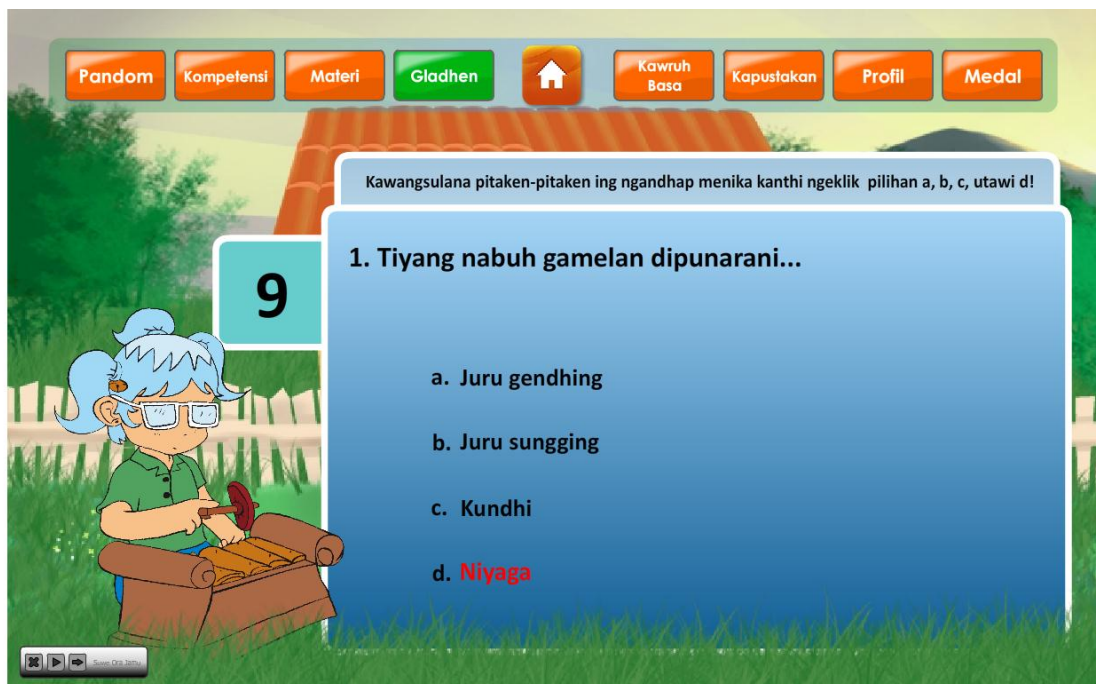 Pandom
Kompetensi
Materi
Gladhen
Kawruh
Basa
Kapustakan
Profil
Medal
Kawangsulana pitaken-pitaken ing ngandhap menika kanthi ngeklik pilihan a, b, c, utawi d!
9
1. Tiyang nabuh gamelan dipunarani...
a. Juru gendhing
b. Juru sungging
c. Kundhi
d. Niyaga